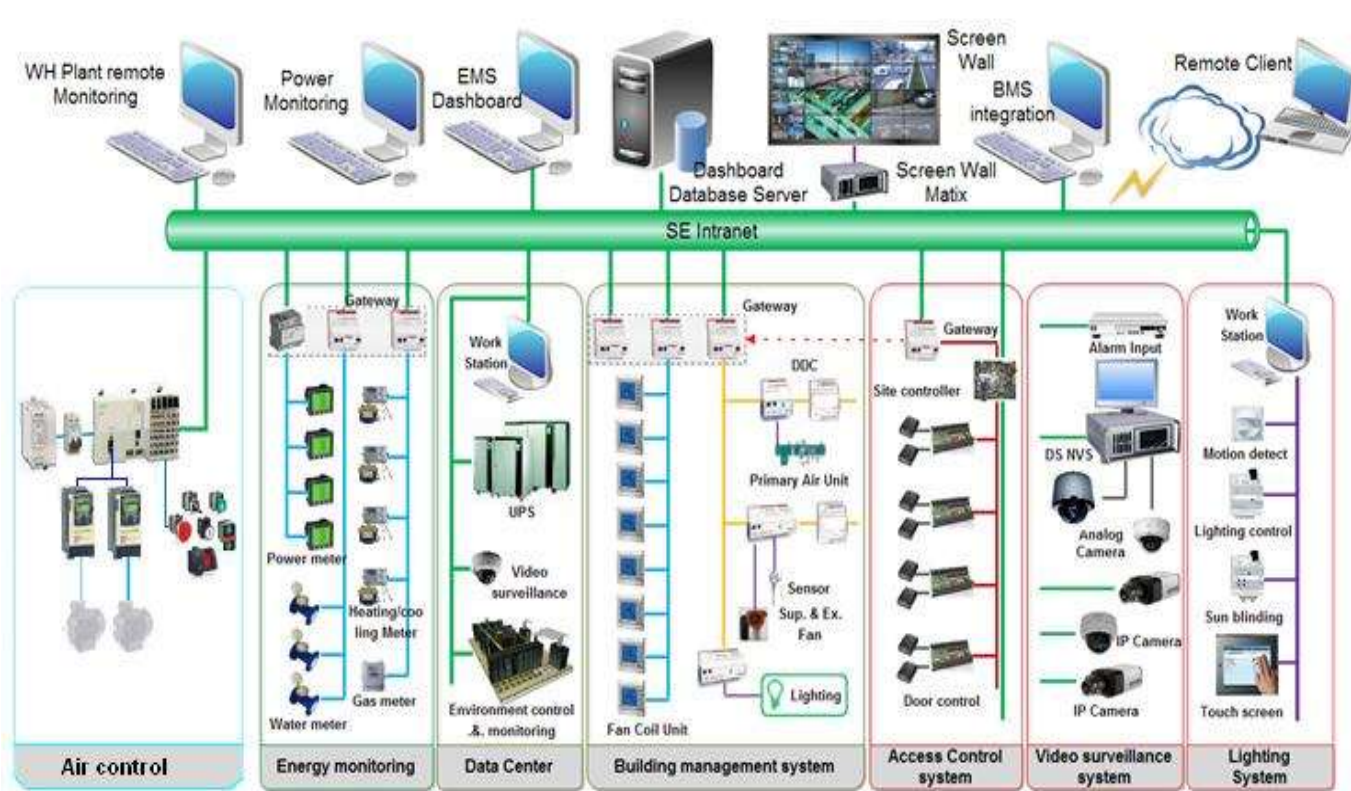 WH Plant remote
Monitoring
Power
Monitoring
EMS
Dashboard
Dashboard
Database Server
Screen
Wall
BMS
integration
Screen Wall
Matix
Remote Client
SE Intranet
Gateway
Power meter
Water meter
Heating/coo
ling Meter
Gas meter
Work
Station
UPS
Video
surveillance
Environment control
.&. monitoring
Gateway
DDC
Primary Air Unit
Sensor
Sup. & Ex.
Fan
Lighting
Fan Coil Unit
Gateway
Site controller
Door control
Alarm Input
DS NVS
Analog
Camera
IP Camera
IP Camera
Work
Station
Motion detect
Lighting control
Sun blinding
Touch screen
Air control
Energy monitoring
Data Center
Building management system
Access Control
system
Video surveillance
system
Lighting
System